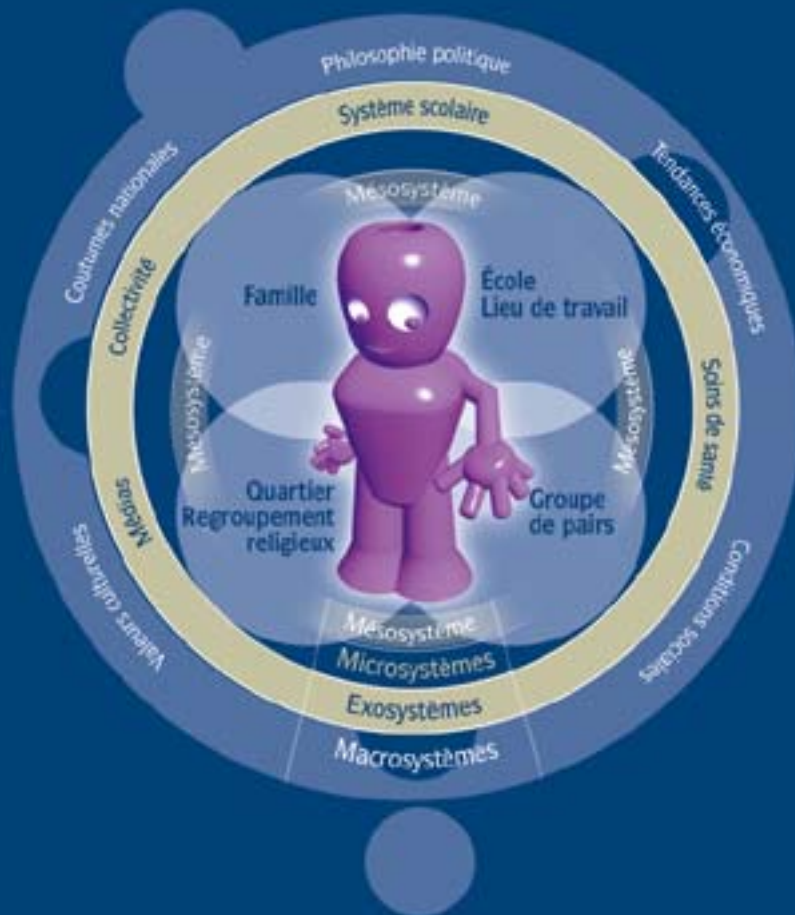 Philosophie politique
Système scolaire
Tendances économiques
Coutumes nationales
Collectivité
Mésosystème
Famille
École
Lieu de travail
Mésosystème
Mésosystème
Soins de santé
Quartier
Regroupement
religieux
Groupe
de pairs
Médias
Valeurs culturelles
Conditions sociales
Mésosystème
Microsystèmes
Exosystèmes
Macrosystèmes